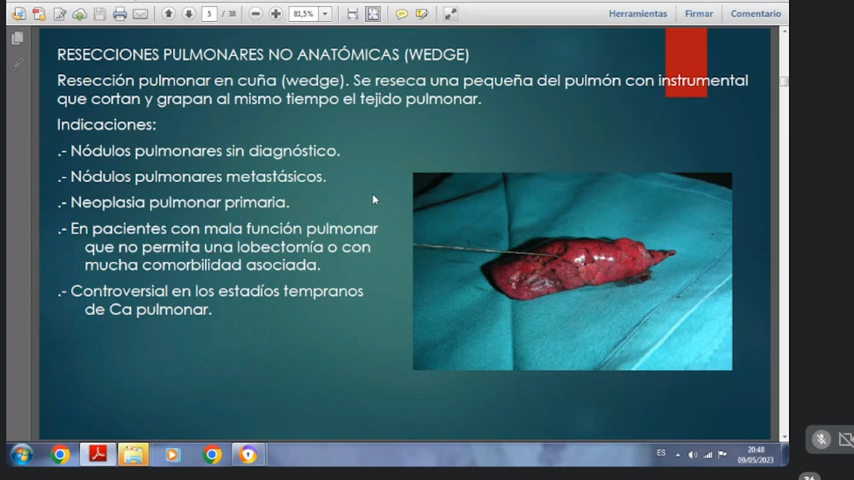 5 / 38
81,5%
Herramientas
Firmar
Comentario
RESECCIONES PULMONARES NO ANATÓMICAS (WEDGE)
Resección pulmonar en cuña (wedge). Se reseca una pequeña del pulmón con instrumental
que cortan y grapan al mismo tiempo el tejido pulmonar.
Indicaciones:
.- Nódulos pulmonares sin diagnóstico.
.- Nódulos pulmonares metastásicos.
.- Neoplasia pulmonar primaria.
.- En pacientes con mala función pulmonar
que no permita una lobectomía o con
mucha comorbilidad asociada.
.- Controversial en los estadíos tempranos
de Ca pulmonar.
ES
20:48
09/05/2023